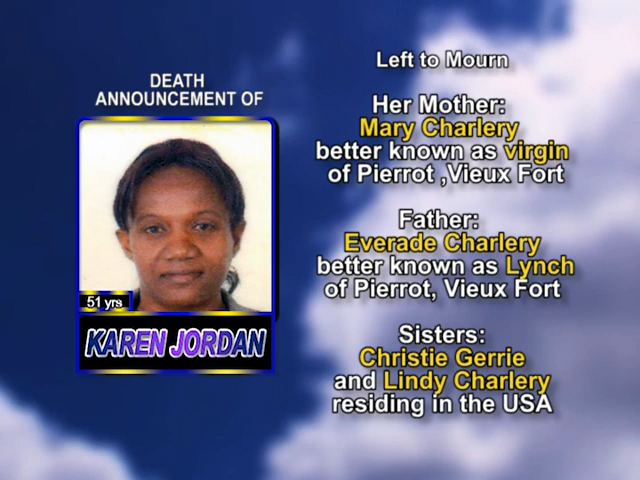 DEATH
ANNOUNCEMENT OF
51 yrs
KAREN JORDAN
Left to Mourn
Her Mother:
Mary Charlery
better known as virgin
of Pierrot ,Vieux Fort
Father:
Everade Charlery
better known as Lynch
of Pierrot, Vieux Fort
Sisters:
Christie Gerrie
and Lindy Charlery
residing in the USA